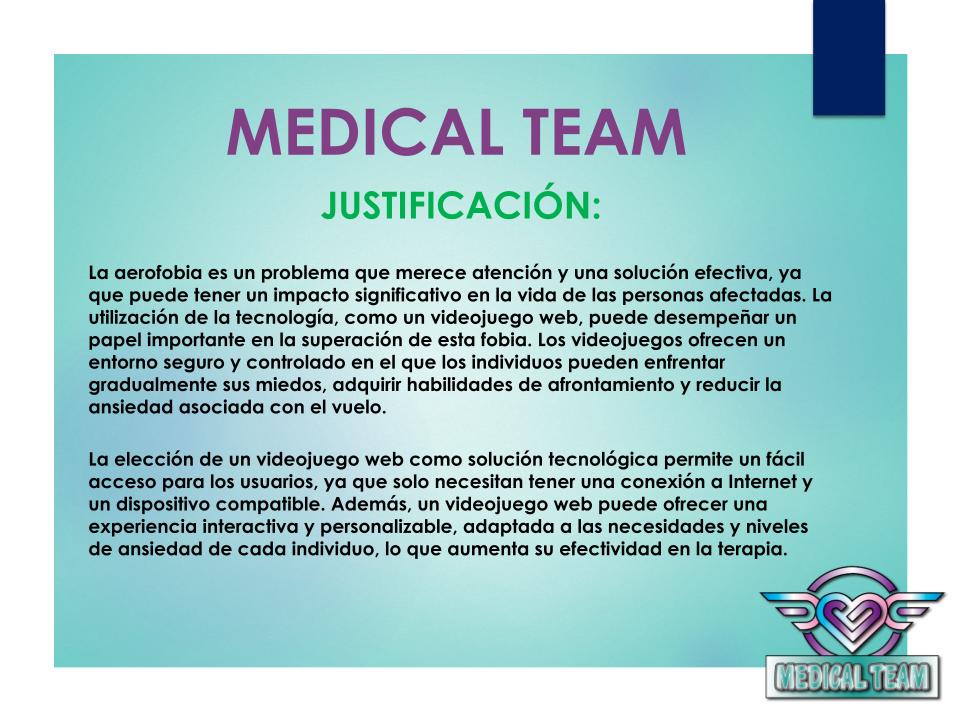 MEDICAL TEAM
JUSTIFICACIÓN:
La aerofobia es un problema que merece atención y una solución efectiva, ya
que puede tener un impacto significativo en la vida de las personas afectadas. La
utilización de la tecnología, como un videojuego web, puede desempeñar un
papel importante en la superación de esta fobia. Los videojuegos ofrecen un
entorno seguro y controlado en el que los individuos pueden enfrentar
gradualmente sus miedos, adquirir habilidades de afrontamiento y reducir la
ansiedad asociada con el vuelo.
La elección de un videojuego web como solución tecnológica permite un fácil
acceso para los usuarios, ya que solo necesitan tener una conexión a Internet y
un dispositivo compatible. Además, un videojuego web puede ofrecer una
experiencia interactiva y personalizable, adaptada a las necesidades y niveles
de ansiedad de cada individuo, lo que aumenta su efectividad en la terapia.
MEDICAL TEAM